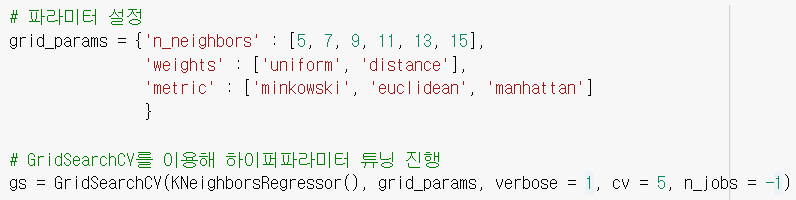 # 파라미터 설정
grid_params = {'n_neighbors' : [5, 7, 9, 11, 13, 15],
'weights' : ['uniform', 'distance'],
'metric' : ['minkowski', 'euclidean', 'manhattan']
}
# GridSearchCV를 이용해 하이퍼파라미터 튜닝 진행
gs = GridSearchCV(KNeighborsRegressor(), grid_params, verbose = 1, cv = 5, n_jobs = -1)